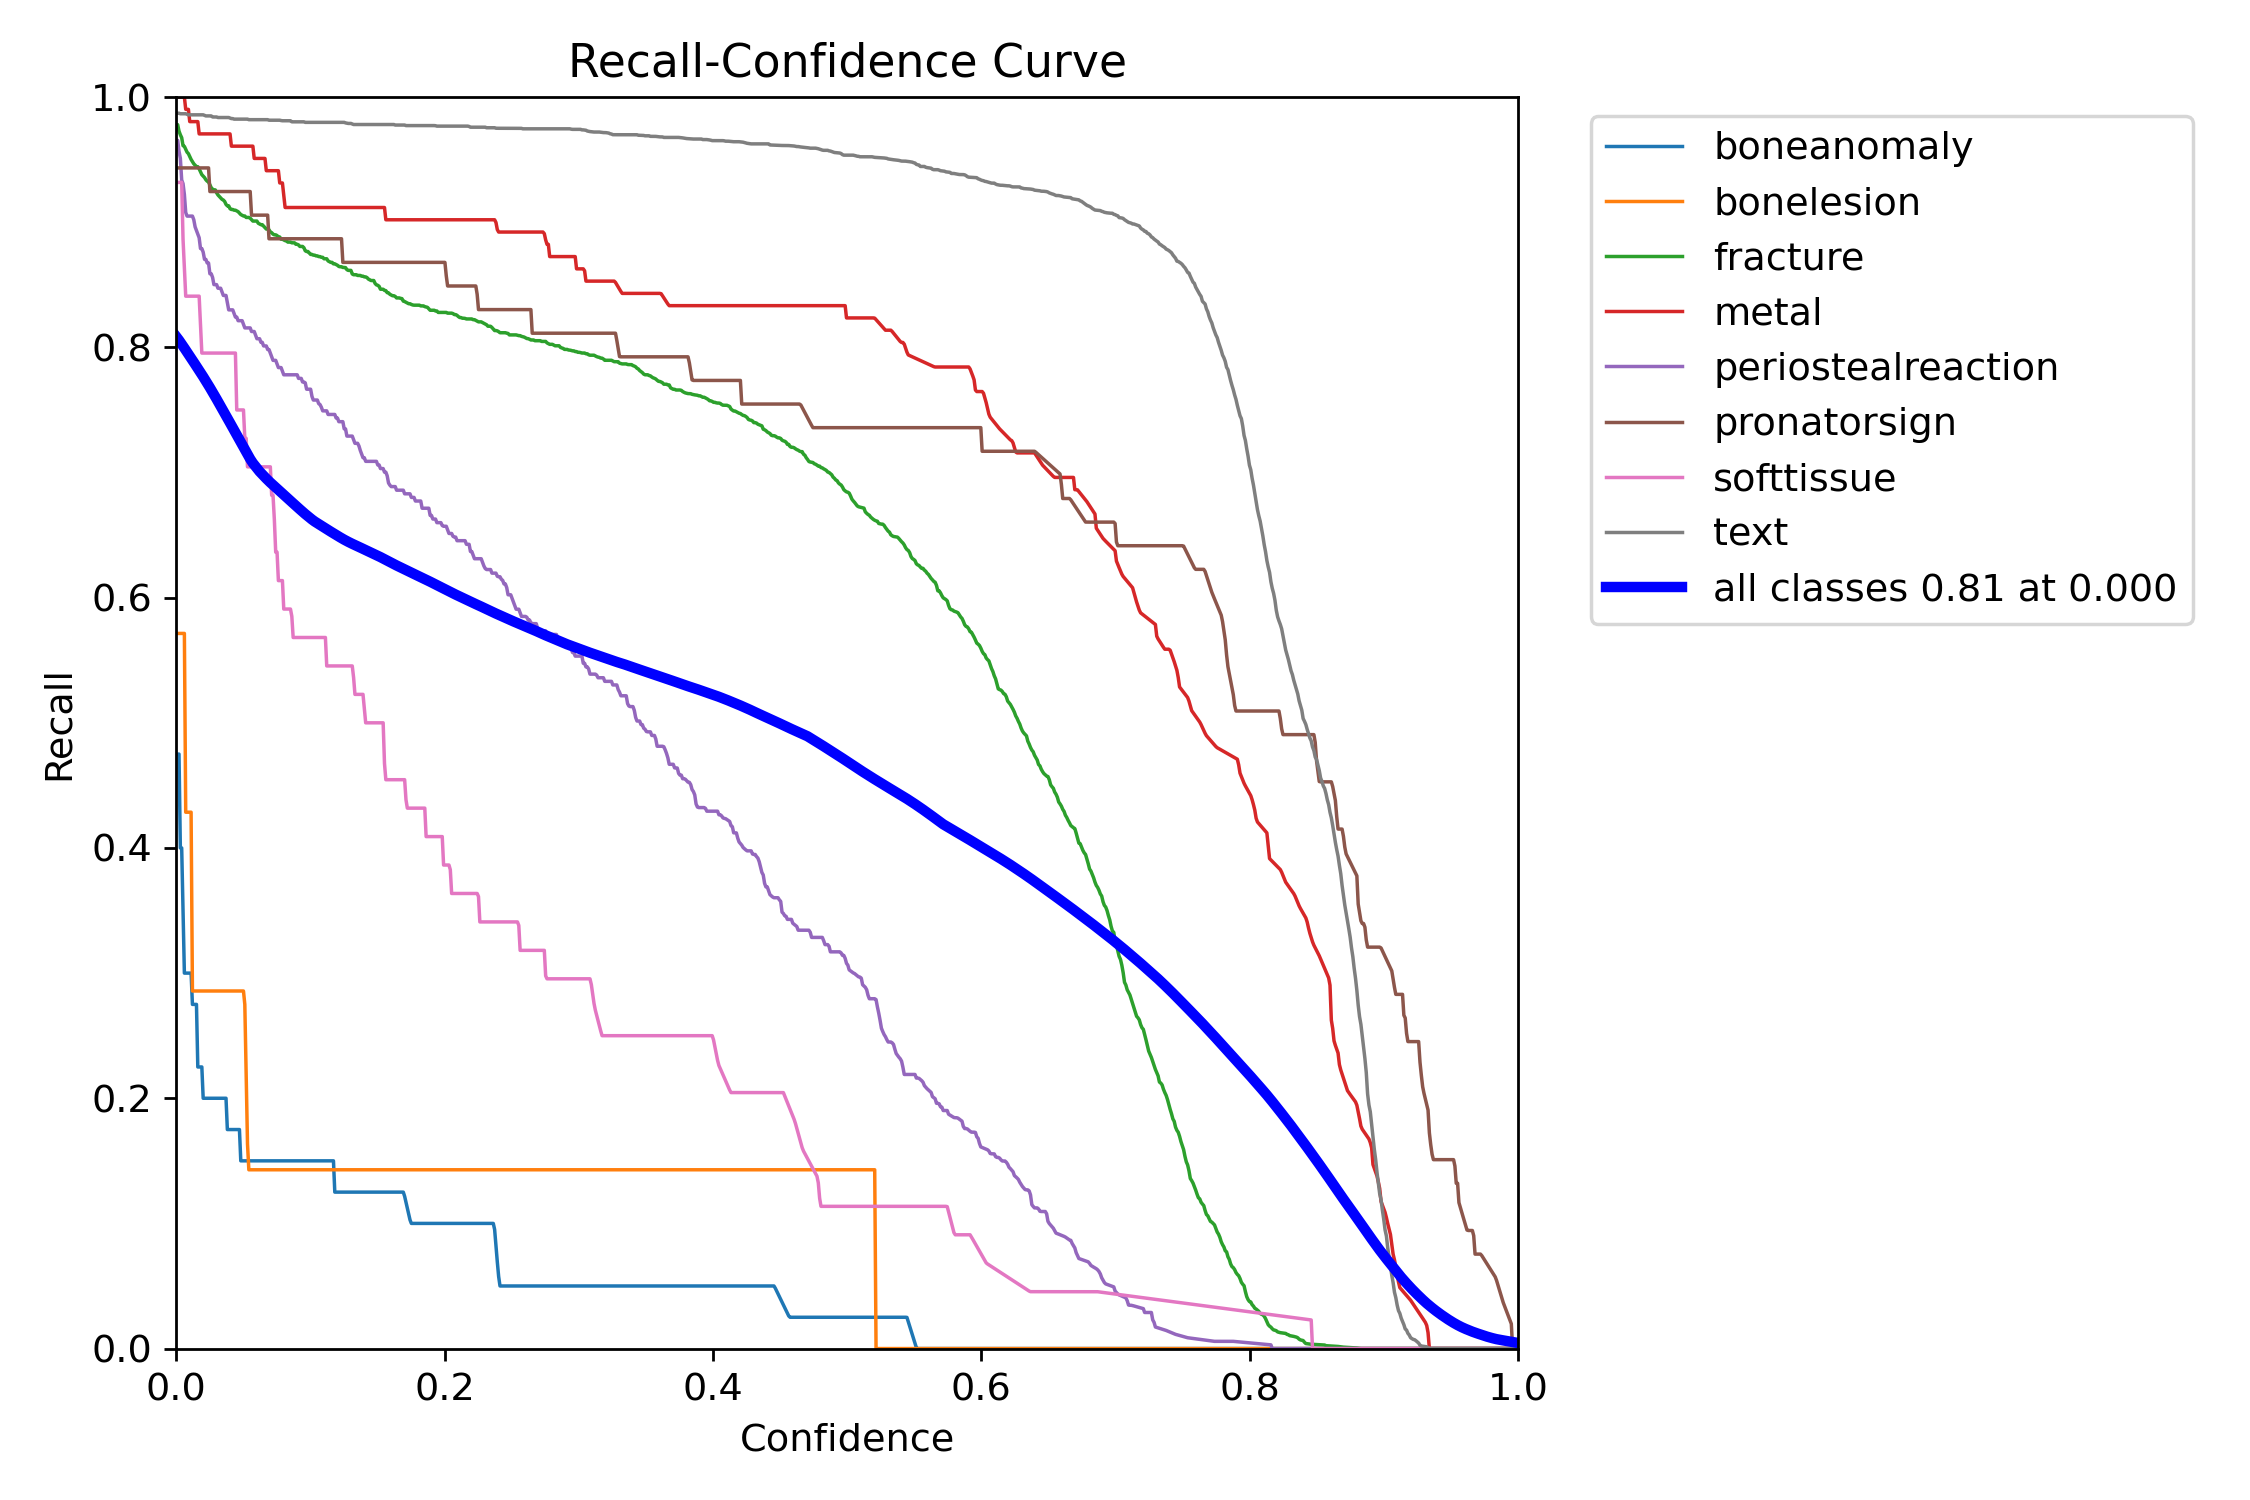 Recall-Confidence Curve
1.0
0.8
0.6
0.4
0.2
0.0
Recall
0.0 0.2 0.4 0.6 0.8 1.0
Confidence
boneanomaly
bonelesion
fracture
metal
periostealreaction
pronatorsign
softtissue
text
all classes 0.81 at 0.000